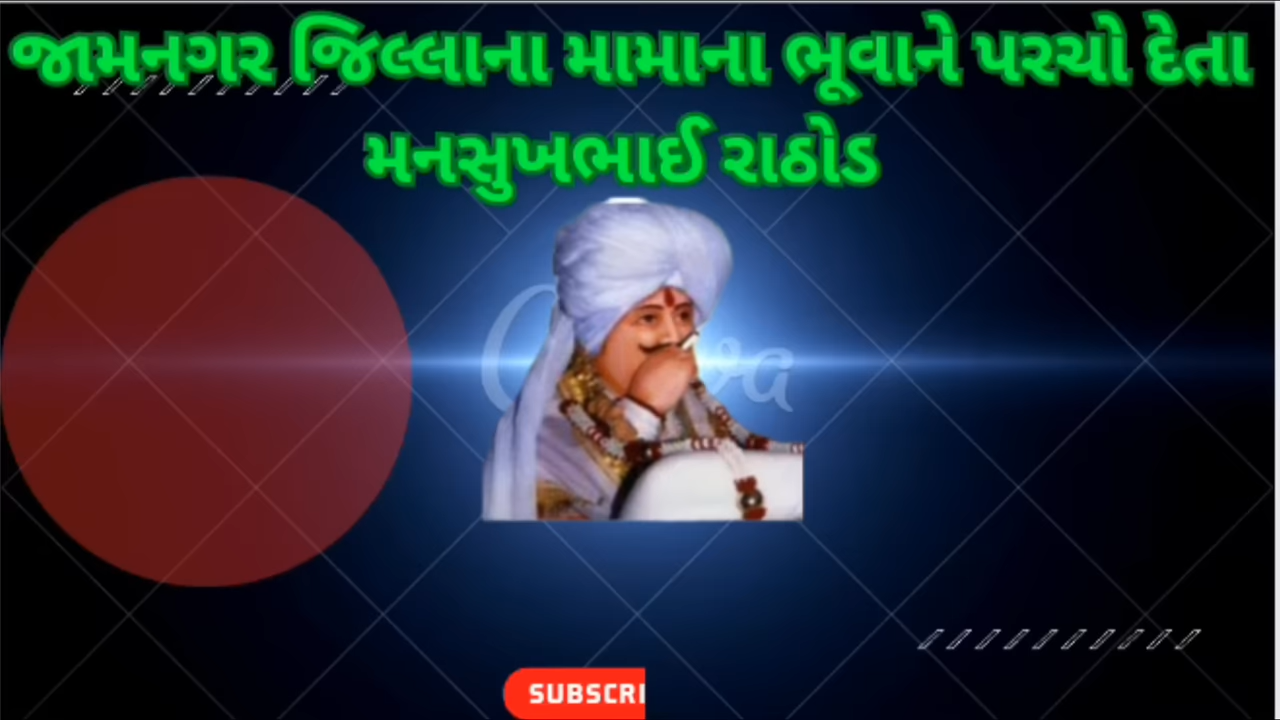 જામનગર જિલ્લાના મામાના ભૂવાને પરચો દેતા
મનસુખભાઈ રાઠોડ
SUBSCRI